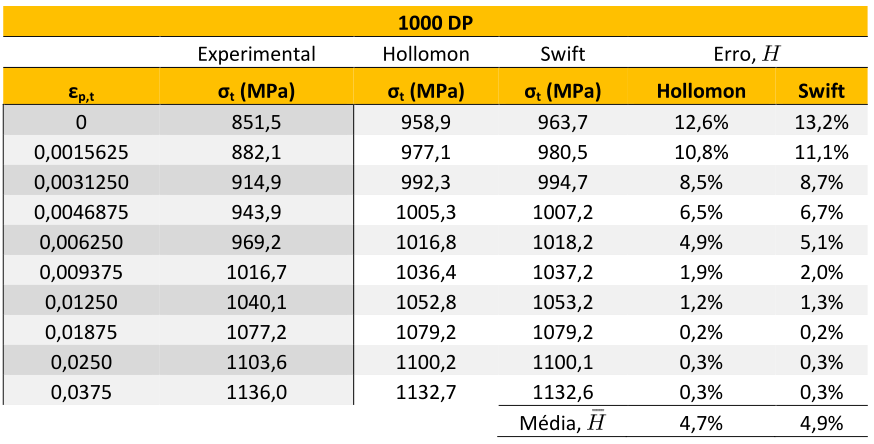 1000 DP
Experimental Hollomon Swift Erro, H
εp,t σt (MPa) σt (MPa) σt (MPa) Hollomon Swift
0 851,5 958,9 963,7 12,6% 13,2%
0,0015625 882,1 977,1 980,5 10,8% 11,1%
0,0031250 914,9 992,3 994,7 8,5% 8,7%
0,0046875 943,9 1005,3 1007,2 6,5% 6,7%
0,006250 969,2 1016,8 1018,2 4,9% 5,1%
0,009375 1016,7 1036,4 1037,2 1,9% 2,0%
0,01250 1040,1 1052,8 1053,2 1,2% 1,3%
0,01875 1077,2 1079,2 1079,2 0,2% 0,2%
0,0250 1103,6 1100,2 1100,1 0,3% 0,3%
0,0375 1136,0 1132,7 1132,6 0,3% 0,3%
Média, H̅ 4,7% 4,9%